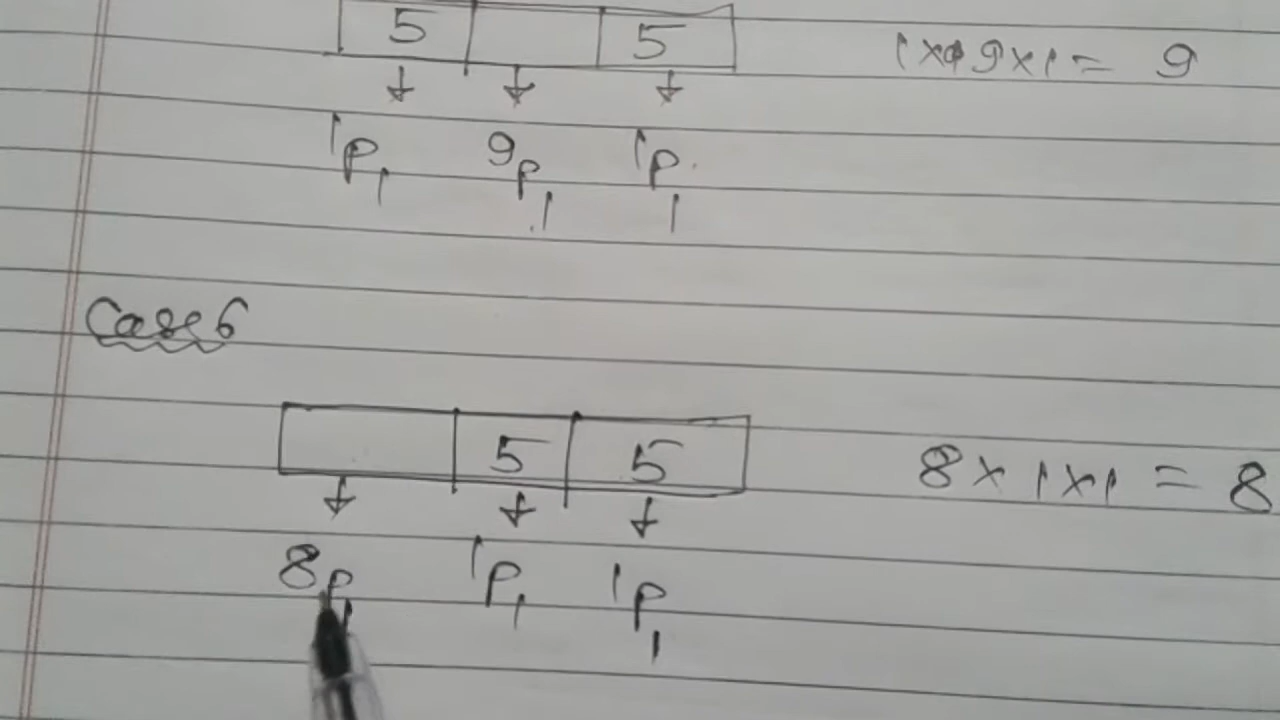 5 5 1×9×1 = 9
¹P₁ ⁹P₁ ¹P₁
Case 6
5 5 8×1×1 = 8
⁸P₁ ¹P₁ ¹P₁